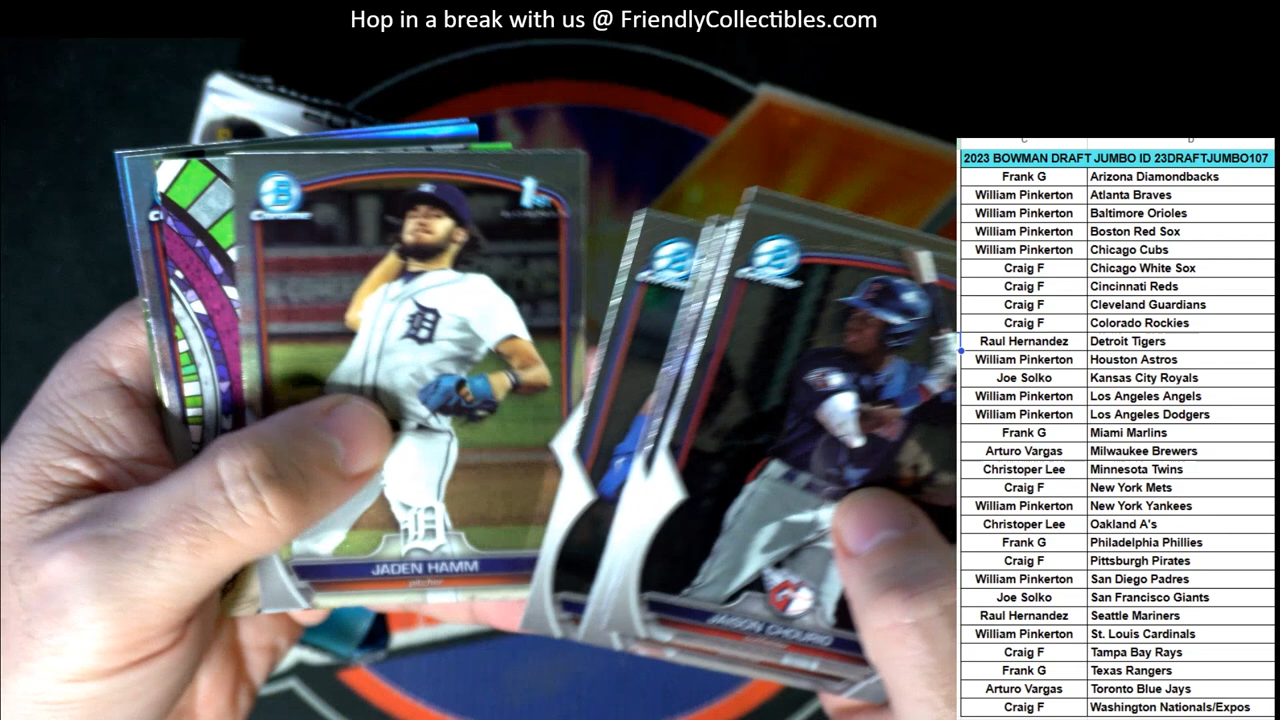 Hop in a break with us @ FriendlyCollectibles.com
C D
2023 BOWMAN DRAFT JUMBO ID 23DRAFTJUMBO107
Frank G Arizona Diamondbacks
William Pinkerton Atlanta Braves
William Pinkerton Baltimore Orioles
William Pinkerton Boston Red Sox
William Pinkerton Chicago Cubs
Craig F Chicago White Sox
Craig F Cincinnati Reds
Craig F Cleveland Guardians
Craig F Colorado Rockies
Raul Hernandez Detroit Tigers
William Pinkerton Houston Astros
Joe Solko Kansas City Royals
William Pinkerton Los Angeles Angels
William Pinkerton Los Angeles Dodgers
Frank G Miami Marlins
Arturo Vargas Milwaukee Brewers
Christoper Lee Minnesota Twins
Craig F New York Mets
William Pinkerton New York Yankees
Christoper Lee Oakland A's
Frank G Philadelphia Phillies
Craig F Pittsburgh Pirates
William Pinkerton San Diego Padres
Joe Solko San Francisco Giants
Raul Hernandez Seattle Mariners
William Pinkerton St. Louis Cardinals
Craig F Tampa Bay Rays
Frank G Texas Rangers
Arturo Vargas Toronto Blue Jays
Craig F Washington Nationals/Expos
B
Chrome
1st
D
D
JADEN HAMM
pitcher
JAISON CHOURIO